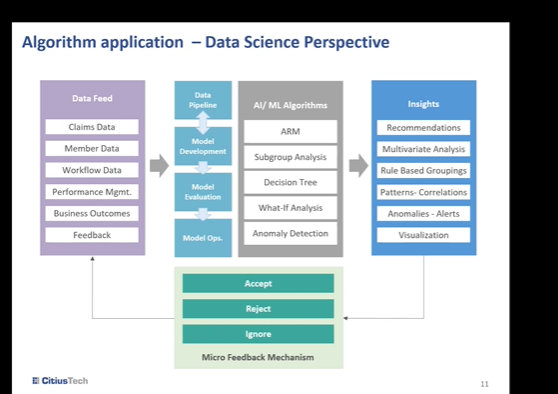 Algorithm application – Data Science Perspective
Data Feed
Claims Data
Member Data
Workflow Data
Performance Mgmt.
Business Outcomes
Feedback
Data
Pipeline
Model
Development
Model
Evaluation
Model Ops.
AI/ ML Algorithms
ARM
Subgroup Analysis
Decision Tree
What-If Analysis
Anomaly Detection
Insights
Recommendations
Multivariate Analysis
Rule Based Groupings
Patterns- Correlations
Anomalies - Alerts
Visualization
Accept
Reject
Ignore
Micro Feedback Mechanism
CitiusTech
11